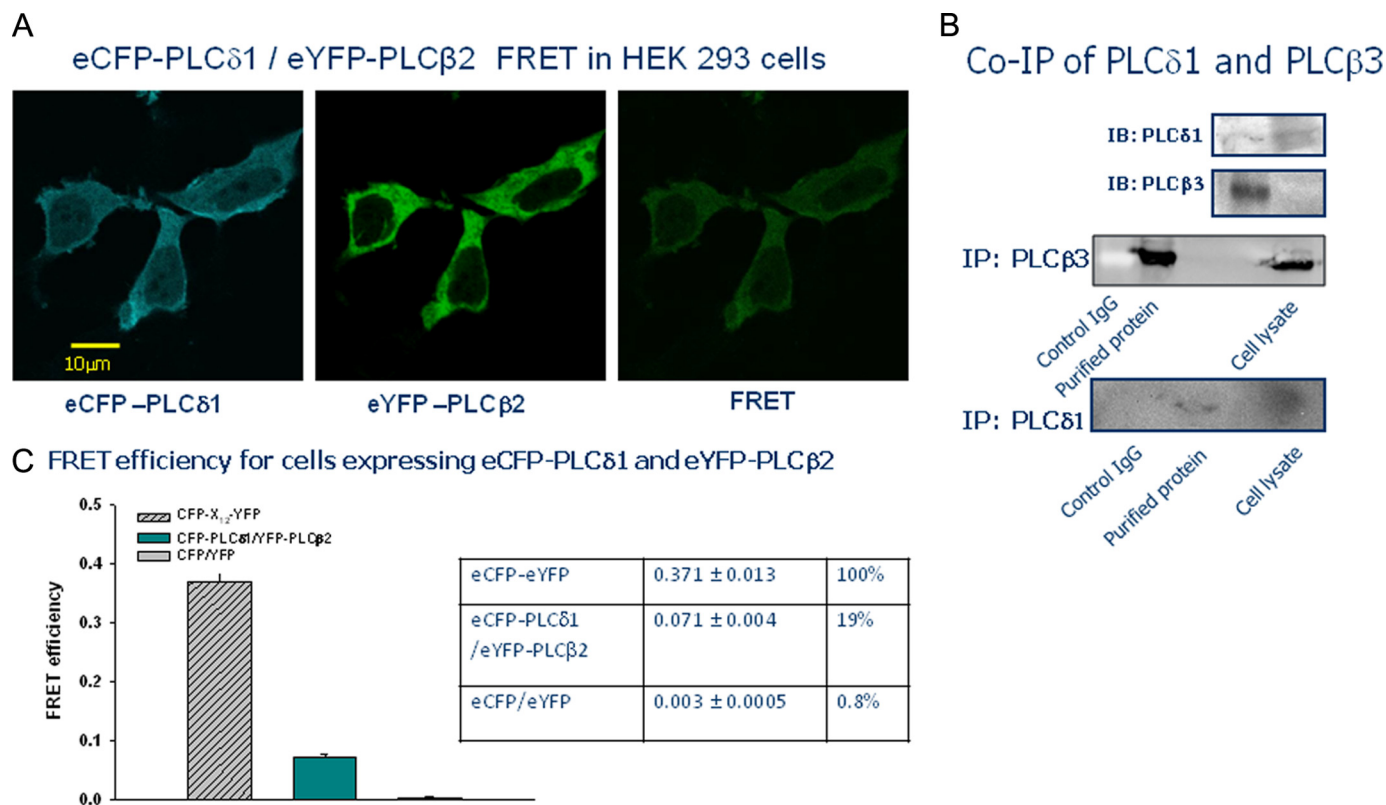 A
eCFP-PLCδ1 / eYFP-PLCβ2 FRET in HEK 293 cells
10µm
eCFP –PLCδ1
eYFP –PLCβ2
FRET
B
Co-IP of PLCδ1 and PLCβ3
IB: PLCδ1
IB: PLCβ3
IP: PLCβ3
Control IgG
Purified protein
Cell lysate
IP: PLCδ1
Control IgG
Purified protein
Cell lysate
C FRET efficiency for cells expressing eCFP-PLCδ1 and eYFP-PLCβ2
FRET efficiency
0.5
0.4
0.3
0.2
0.1
0.0
CFP-X₁₂-YFP
CFP-PLCδ1/YFP-PLCβ2
CFP/YFP
eCFP-eYFP 0.371 ± 0.013 100%
eCFP-PLCδ1 0.071 ± 0.004 19%
/eYFP-PLCβ2
eCFP/eYFP 0.003 ± 0.0005 0.8%